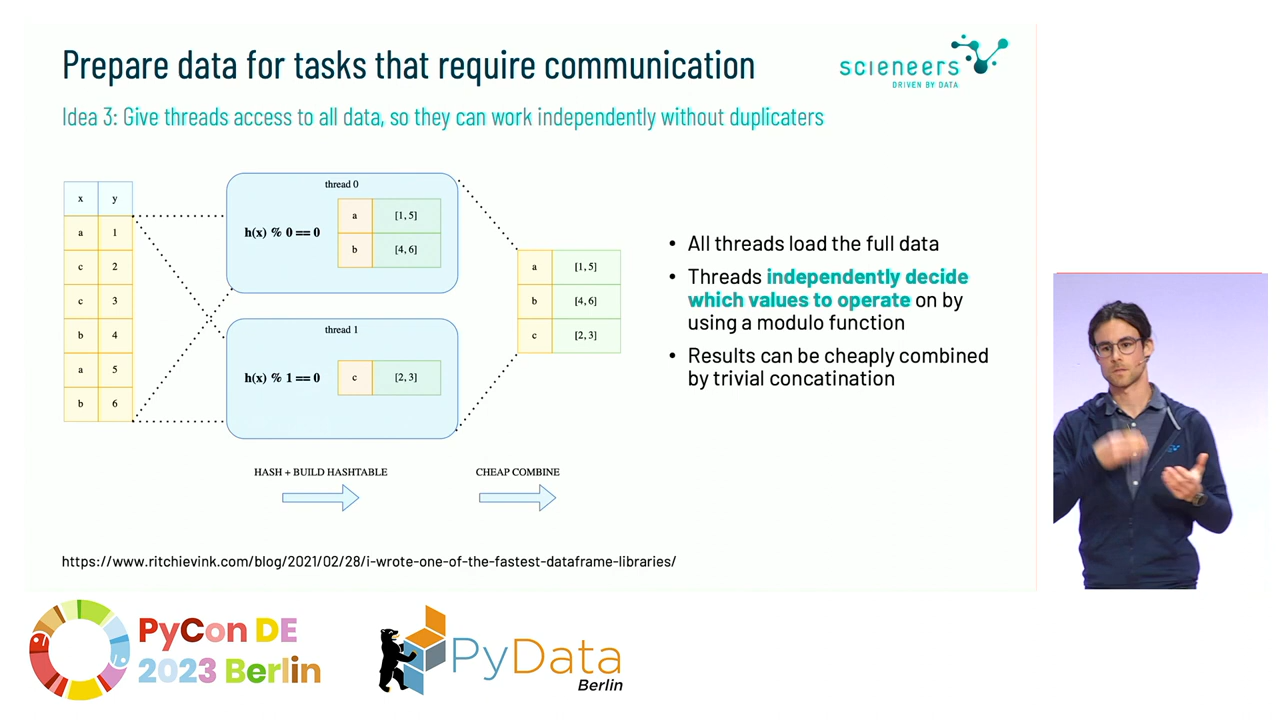 Prepare data for tasks that require communication
scieneers
DRIVEN BY DATA
Idea 3: Give threads access to all data, so they can work independently without duplicaters
x y
a 1
c 2
c 3
b 4
a 5
b 6
thread 0
h(x) % 0 == 0
a [1, 5]
b [4, 6]
thread 1
h(x) % 1 == 0
c [2, 3]
a [1, 5]
b [4, 6]
c [2, 3]
HASH + BUILD HASHTABLE
CHEAP COMBINE
• All threads load the full data
• Threads independently decide
which values to operate on by
using a modulo function
• Results can be cheaply combined
by trivial concatination
https://www.ritchievink.com/blog/2021/02/28/i-wrote-one-of-the-fastest-dataframe-libraries/
PyCon DE
2023 Berlin
PyData
Berlin